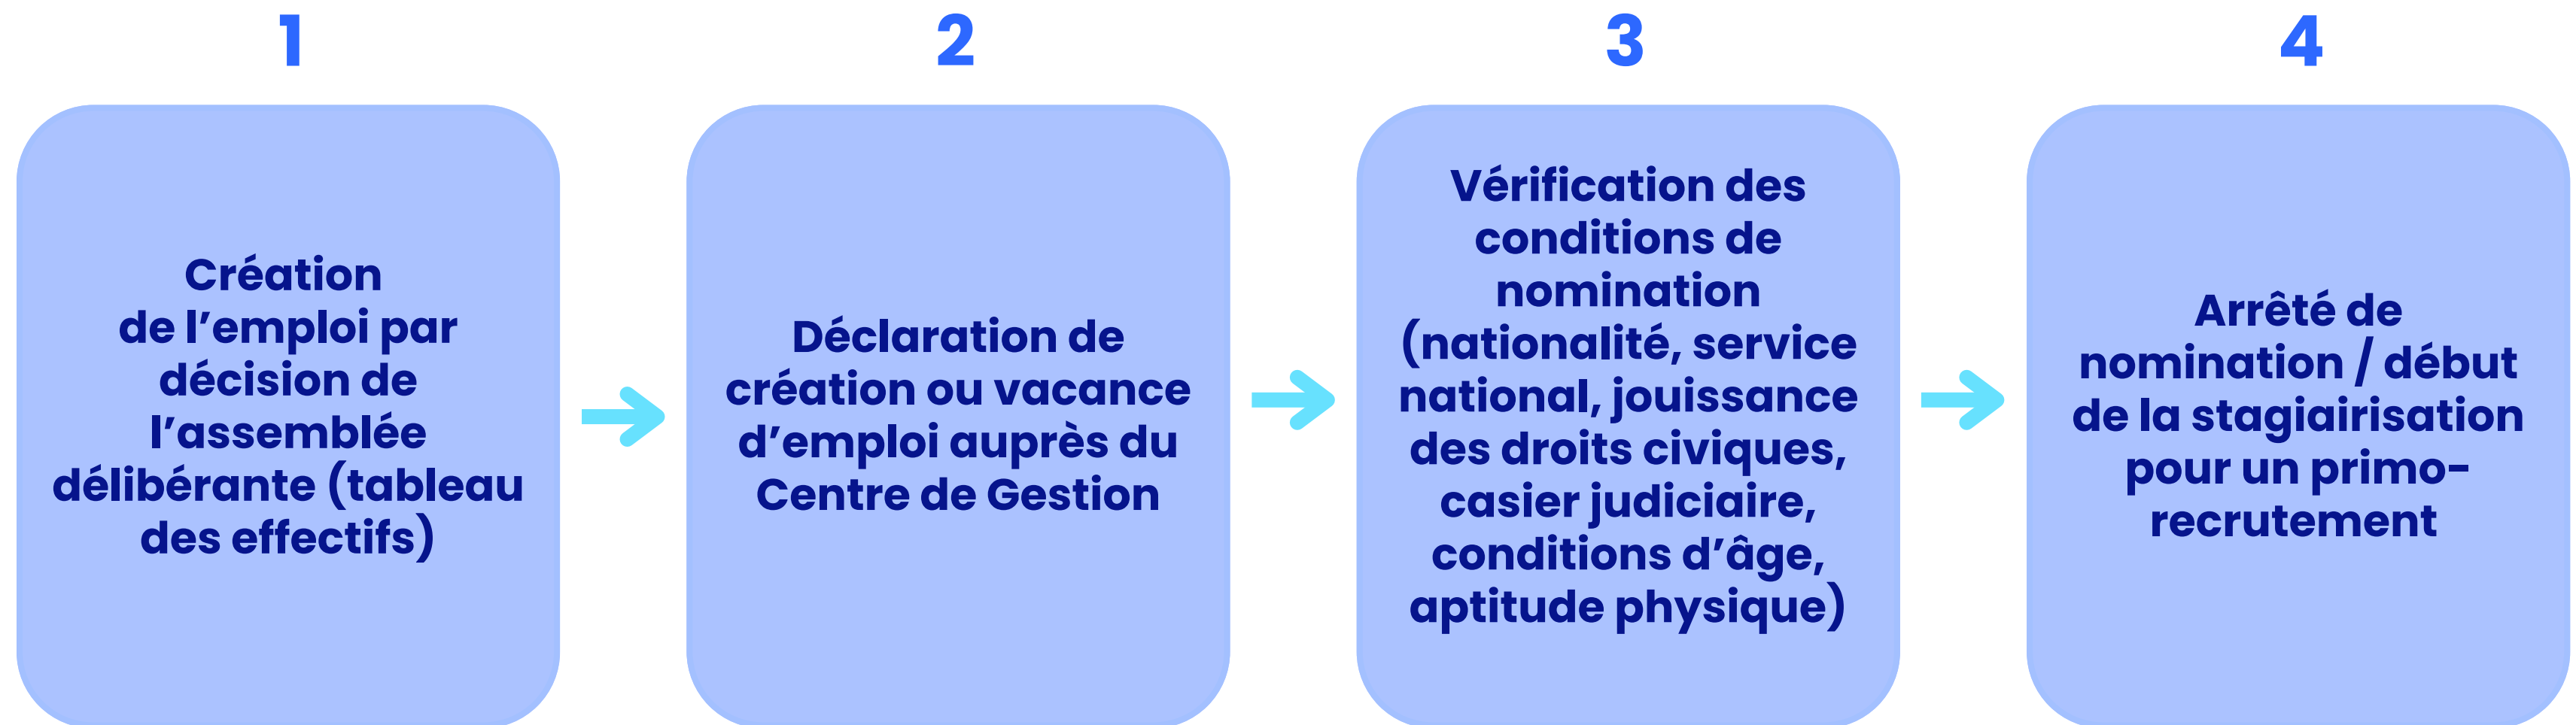 1
Création
de l’emploi par
décision de
l’assemblée
délibérante (tableau
des effectifs)
2
Déclaration de
création ou vacance
d’emploi auprès du
Centre de Gestion
3
Vérification des
conditions de
nomination
(nationalité, service
national, jouissance
des droits civiques,
casier judiciaire,
conditions d’âge,
aptitude physique)
4
Arrêté de
nomination / début
de la stagiairisation
pour un primo-
recrutement